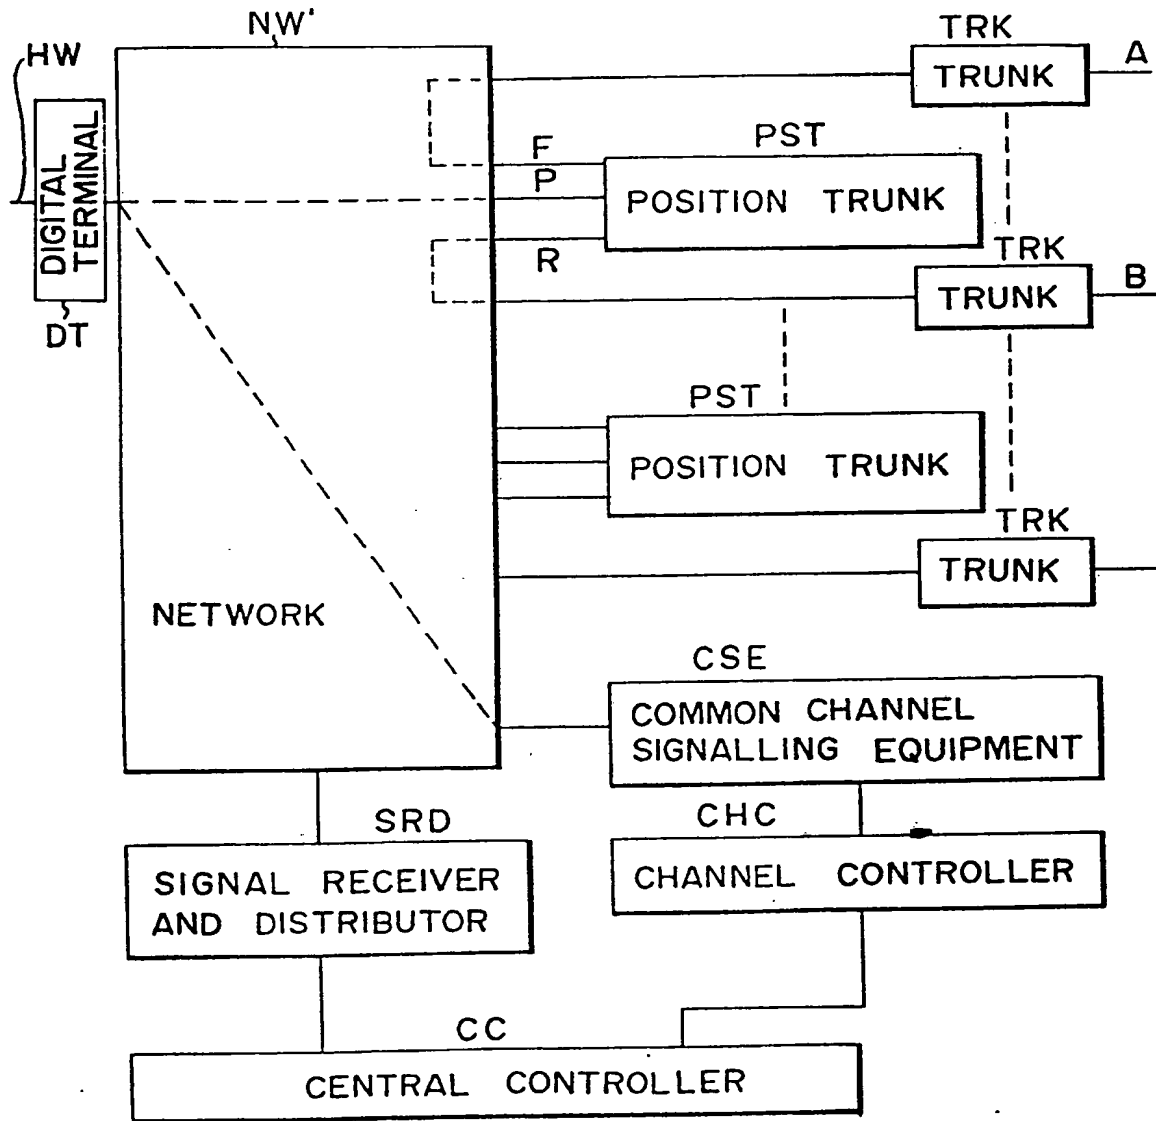 NW'
HW
DIGITAL
TERMINAL
DT
TRK
TRUNK
A
PST
F
P
R
POSITION TRUNK
TRK
TRUNK
B
PST
POSITION TRUNK
TRK
TRUNK
NETWORK
CSE
COMMON CHANNEL
SIGNALLING EQUIPMENT
SRD
SIGNAL RECEIVER
AND DISTRIBUTOR
CHC
CHANNEL CONTROLLER
CC
CENTRAL CONTROLLER